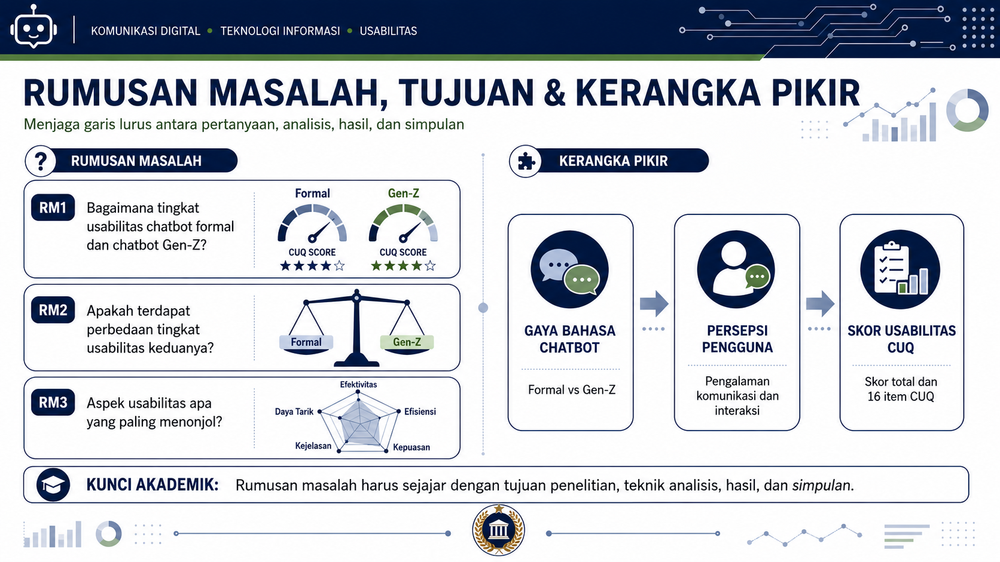 KOMUNIKASI DIGITAL • TEKNOLOGI INFORMASI • USABILITAS
RUMUSAN MASALAH, TUJUAN & KERANGKA PIKIR
Menjaga garis lurus antara pertanyaan, analisis, hasil, dan simpulan
? RUMUSAN MASALAH
RM1
Bagaimana tingkat
usabilitas chatbot formal
dan chatbot Gen-Z?
Formal
CUQ SCORE
Gen-Z
CUQ SCORE
RM2
Apakah terdapat
perbedaan tingkat
usabilitas keduanya?
Formal
Gen-Z
RM3
Aspek usabilitas apa
yang paling menonjol?
Efektivitas
Daya Tarik
Efisiensi
Kejelasan
Kepuasan
KERANGKA PIKIR
GAYA BAHASA
CHATBOT
Formal vs Gen-Z
PERSEPSI
PENGGUNA
Pengalaman
komunikasi dan
interaksi
SKOR USABILITAS
CUQ
Skor total dan
16 item CUQ
KUNCI AKADEMIK: Rumusan masalah harus sejajar dengan tujuan penelitian, teknik analisis, hasil, dan simpulan.